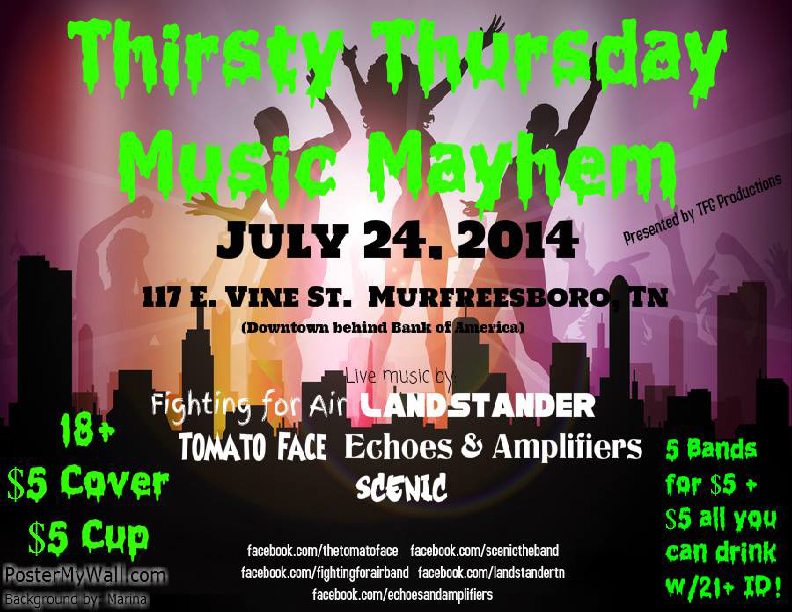 Thirsty Thursday
Music Mayhem
Presented by TFG Productions
July 24, 2014
117 E. Vine St. Murfreesboro, Tn
(Downtown behind Bank of America)
Live music by:
Fighting for Air LANDSTANDER
TOMATO FACE Echoes & Amplifiers
SCENIC
18+
$5 Cover
$5 Cup
5 Bands
for $5 +
$5 all you
can drink
w/21+ ID!
facebook.com/thetomatoface facebook.com/scenictheband
facebook.com/fightingforairband facebook.com/landstandertn
facebook.com/echoesandamplifiers
PosterMyWall.com
Background by: Marina